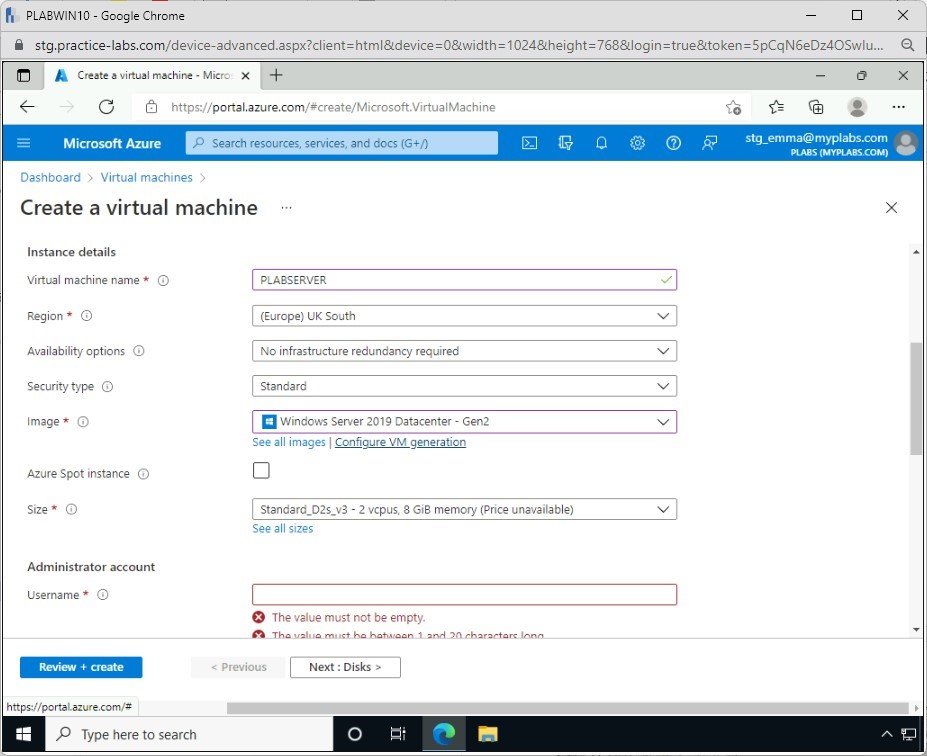 PLABWIN10 - Google Chrome
stg.practice-labs.com/device-advanced.aspx?client=html&device=0&width=1024&height=768&login=true&token=5pCqN6eDz4OSwlu...
Create a virtual machine - Micro
https://portal.azure.com/#create/Microsoft.VirtualMachine
Microsoft Azure
Search resources, services, and docs (G+/)
stg_emma@myplabs.com
PLABS (MYPLABS.COM)
Dashboard > Virtual machines >
Create a virtual machine ...
Instance details
Virtual machine name * PLABSERVER
Region * (Europe) UK South
Availability options No infrastructure redundancy required
Security type Standard
Image * Windows Server 2019 Datacenter - Gen2
See all images | Configure VM generation
Azure Spot instance
Size * Standard_D2s_v3 - 2 vcpus, 8 GiB memory (Price unavailable)
See all sizes
Administrator account
Username *
The value must not be empty.
The value must be between 1 and 20 characters long.
Review + create < Previous Next : Disks >
https://portal.azure.com/#
Type here to search